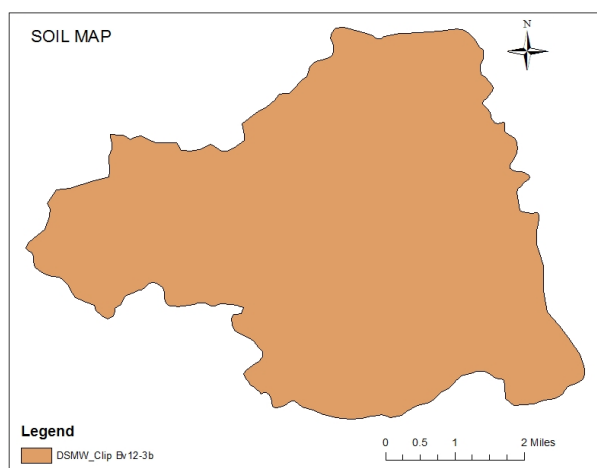 SOIL MAP
N
Legend
DSMW_Clip Bv12-3b
0 0.5 1 2 Miles